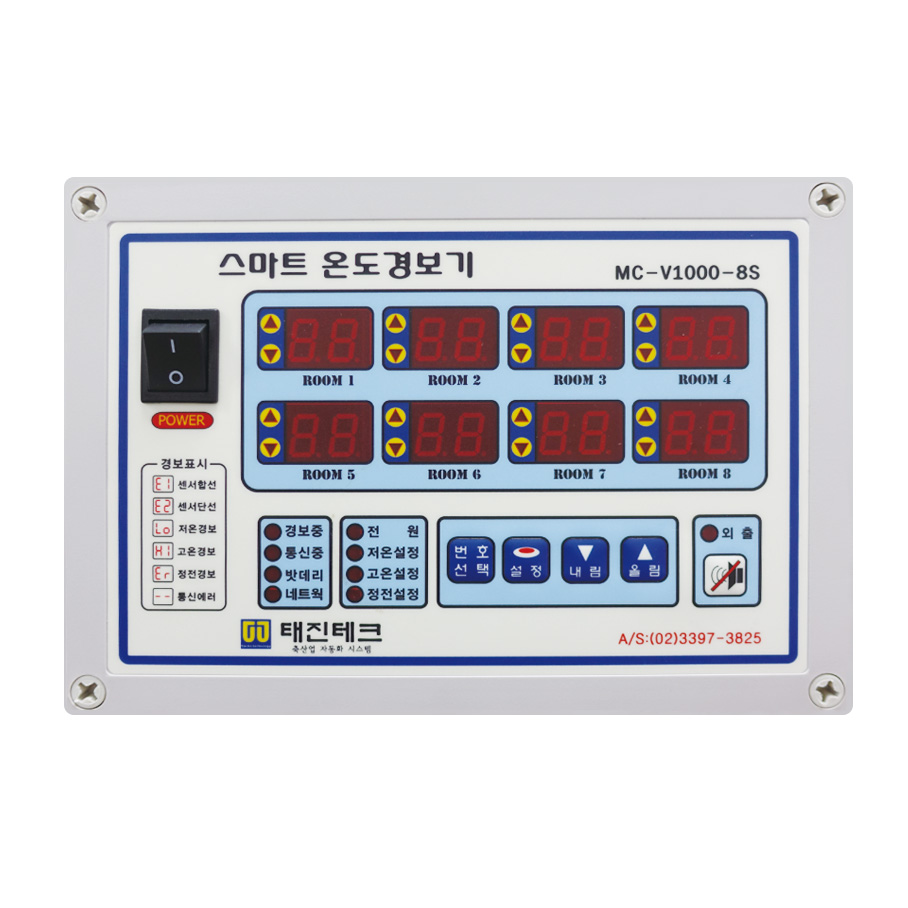 스마트 온도경보기
MC-V1000-8S
ROOM 1
ROOM 2
ROOM 3
ROOM 4
ROOM 5
ROOM 6
ROOM 7
ROOM 8
POWER
경보표시
E1 센서합선
E2 센서단선
Lo 저온경보
HI 고온경보
Er 정전경보
-- 통신에러
경보중
통신중
밧데리
네트웍
전 원
저온설정
고온설정
정전설정
번 호
선 택
설 정
내 림
올 림
외 출
태진테크
축산업 자동화 시스템
A/S:(02)3397-3825